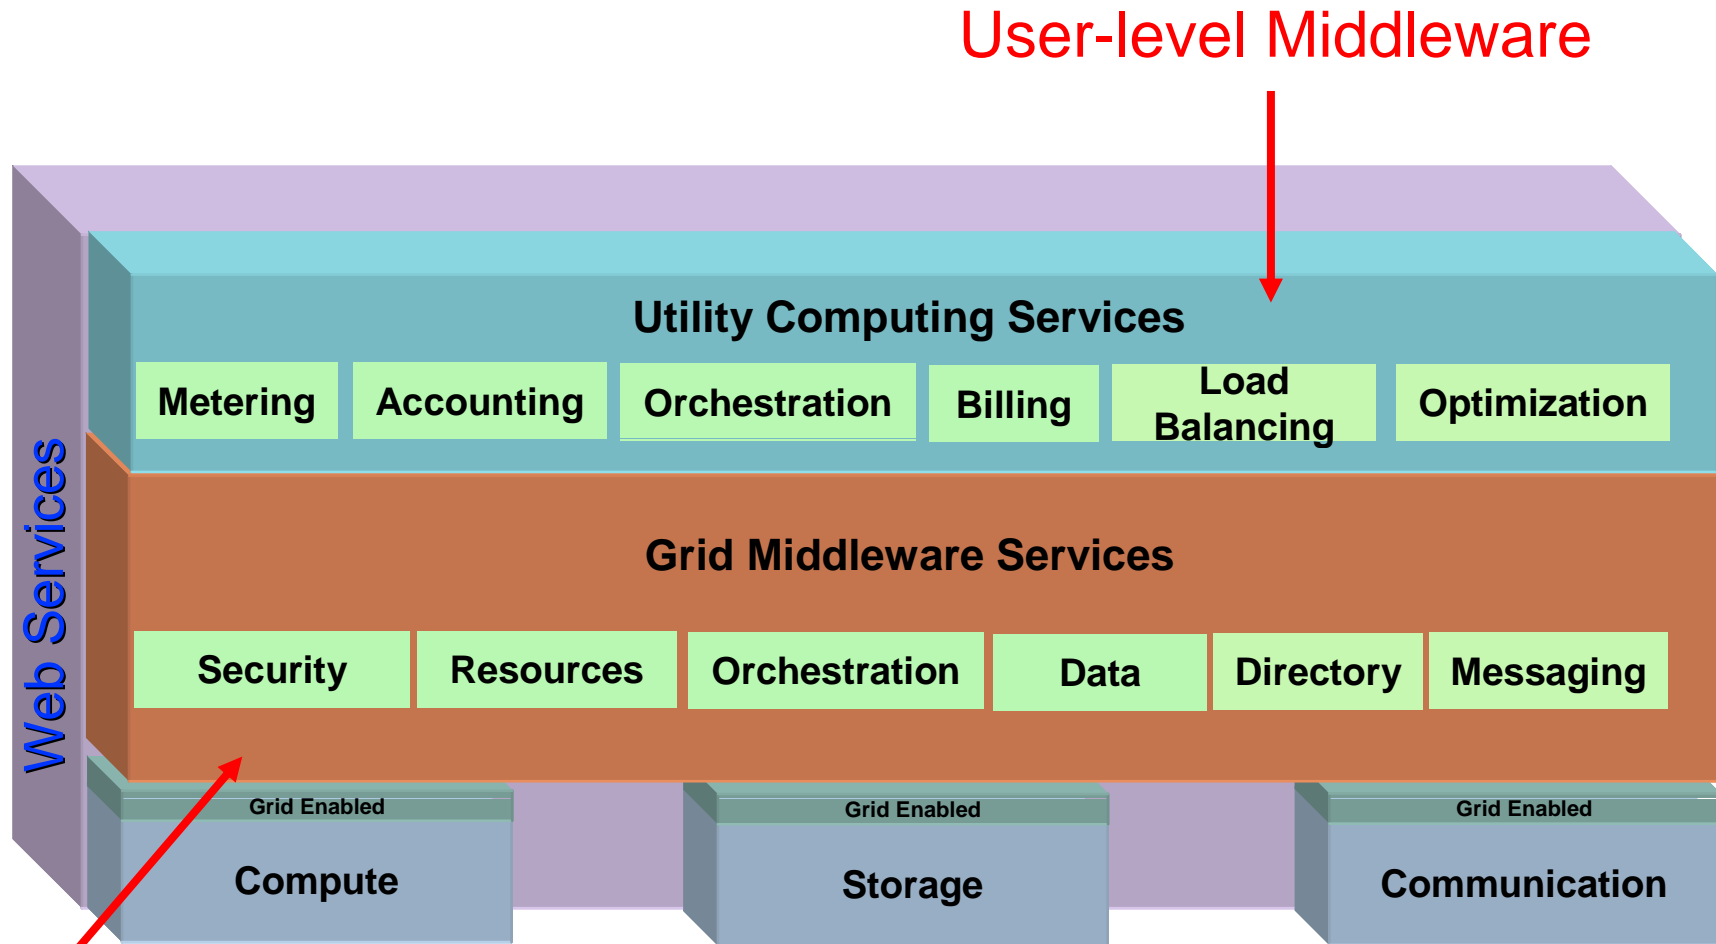 User-level Middleware
Utility Computing Services
Metering
Accounting
Orchestration
Billing
Load
Balancing
Optimization
Web Services
Grid Middleware Services
Security
Resources
Orchestration
Data
Directory
Messaging
Grid Enabled
Grid Enabled
Grid Enabled
Compute
Storage
Communication